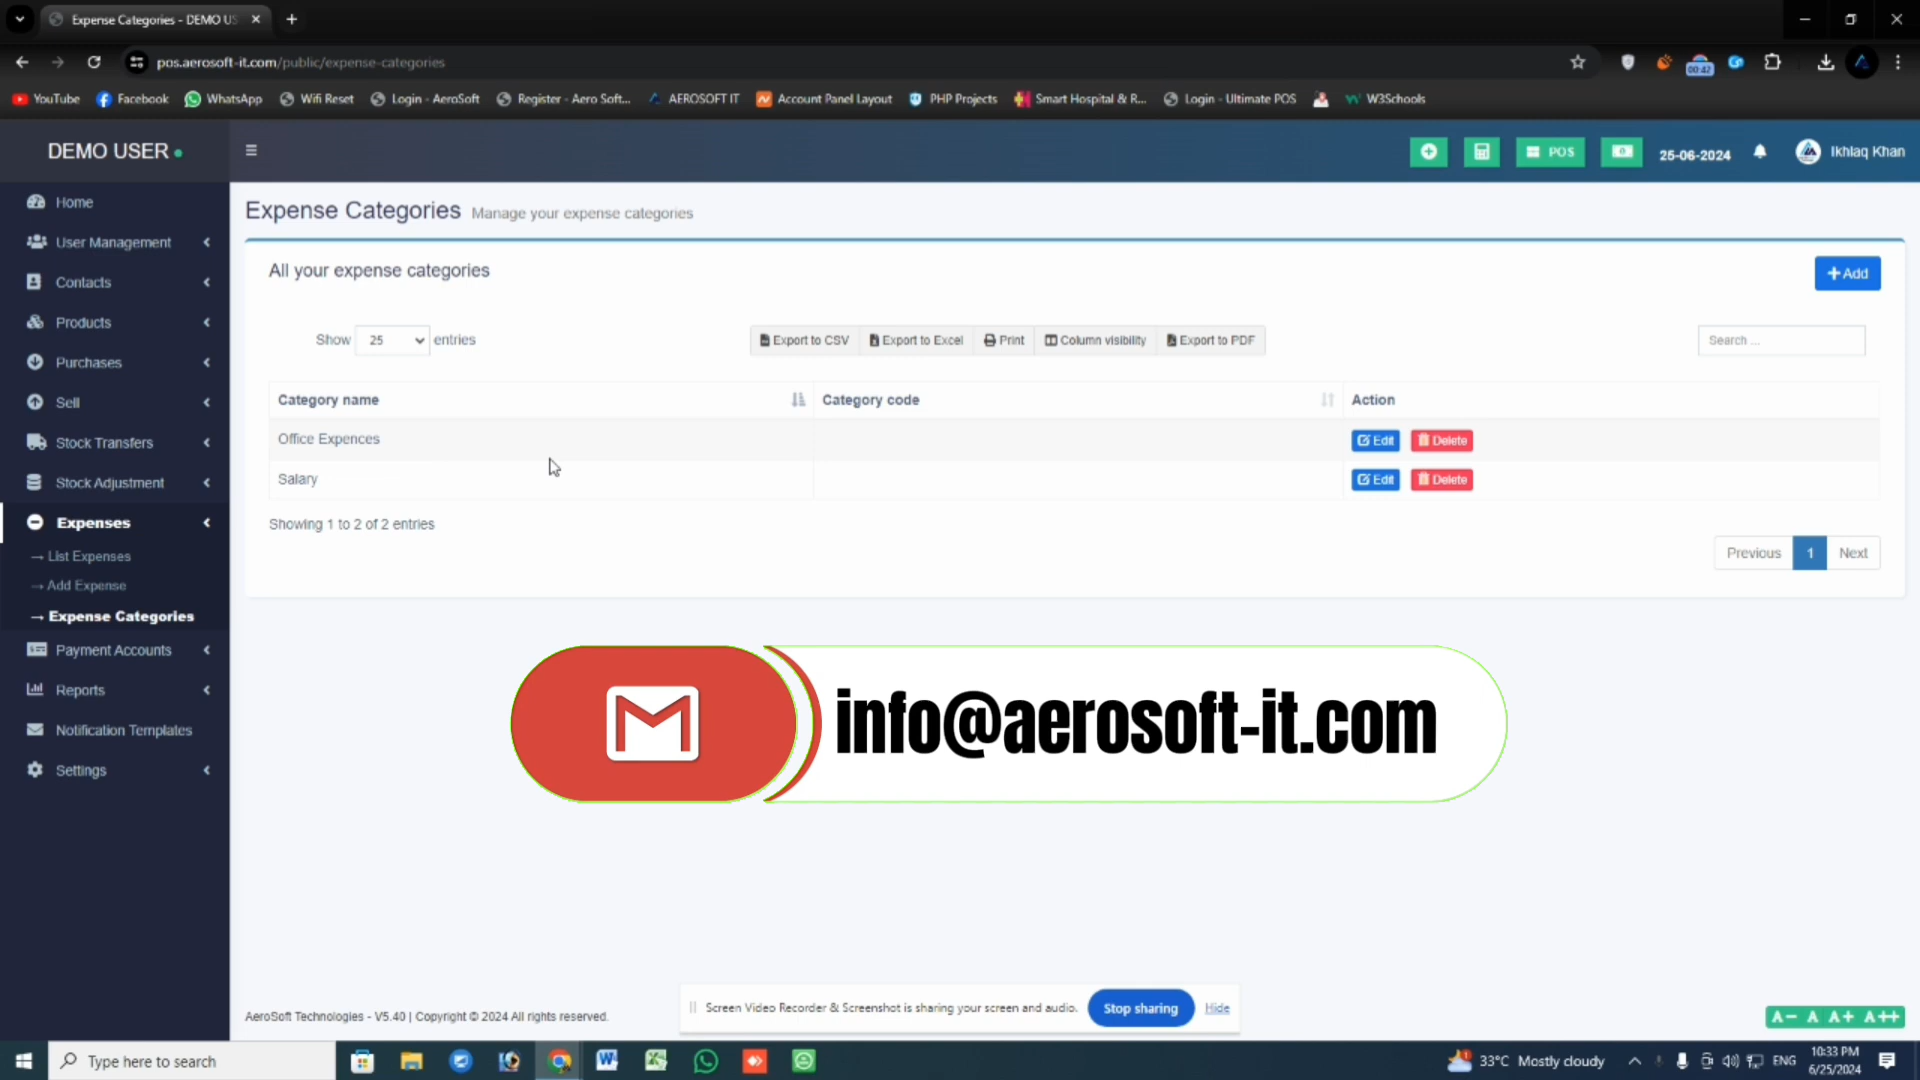 Expense Categories - DEMO US
pos.aerosoft-it.com/public/expense-categories
00:42
YouTube
Facebook
WhatsApp
Wifi Reset
Login - AeroSoft
Register - Aero Soft...
AEROSOFT IT
Account Panel Layout
PHP Projects
Smart Hospital & R...
Login - Ultimate POS
W3Schools
DEMO USER
POS
25-06-2024
Ikhlaq Khan
Home
User Management
Contacts
Products
Purchases
Sell
Stock Transfers
Stock Adjustment
Expenses
→ List Expenses
→ Add Expense
→ Expense Categories
Payment Accounts
Reports
Notification Templates
Settings
Expense Categories Manage your expense categories
All your expense categories
+ Add
Show 25 entries
Export to CSV
Export to Excel
Print
Column visibility
Export to PDF
Search ...
Category name
Category code
Action
Office Expences
Edit
Delete
Salary
Edit
Delete
Showing 1 to 2 of 2 entries
Previous
1
Next
info@aerosoft-it.com
Screen Video Recorder & Screenshot is sharing your screen and audio.
Stop sharing
Hide
AeroSoft Technologies - V5.40 | Copyright © 2024 All rights reserved.
A− A A+ A++
Type here to search
33°C Mostly cloudy
ENG
10:33 PM
6/25/2024